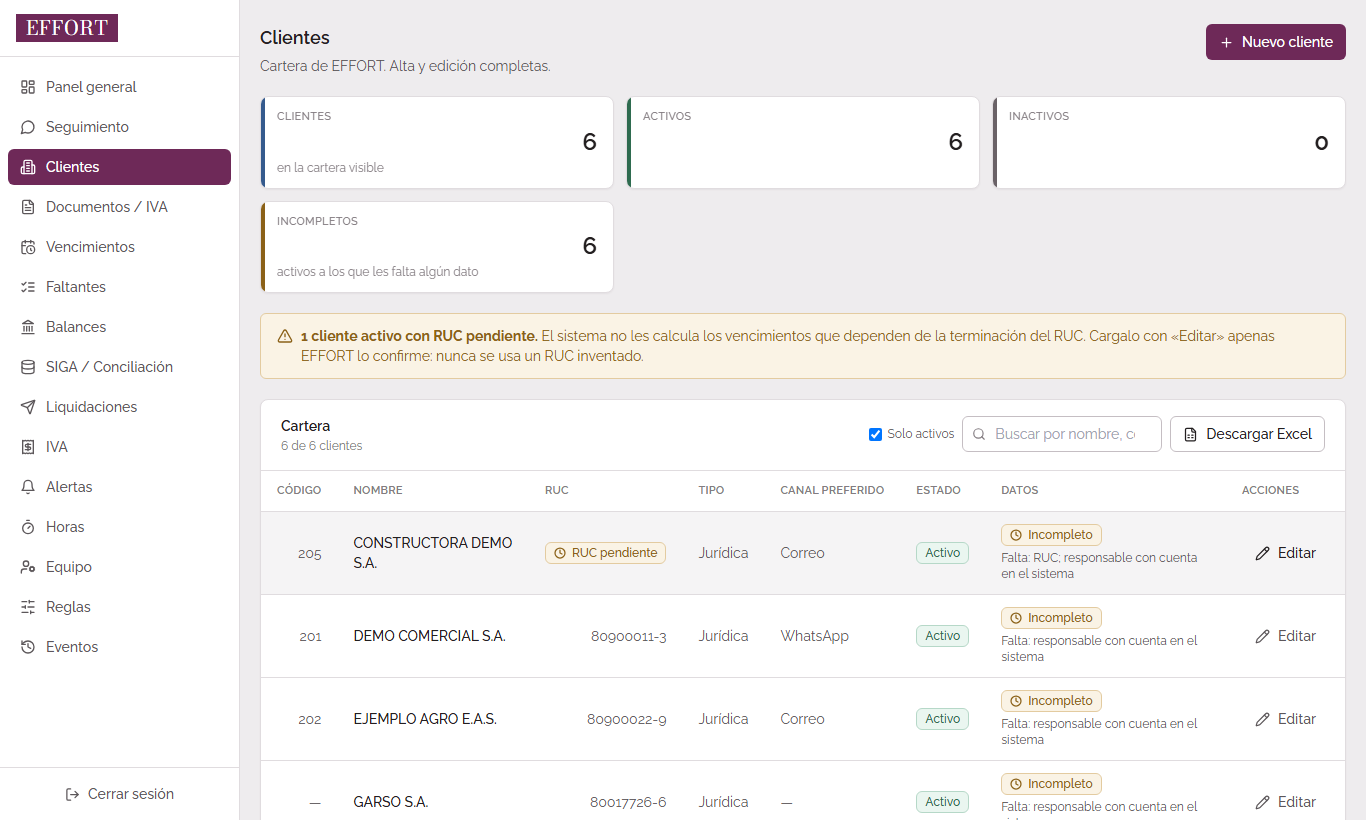 EFFORT
Panel general
Seguimiento
Clientes
Documentos / IVA
Vencimientos
Faltantes
Balances
SIGA / Conciliación
Liquidaciones
IVA
Alertas
Horas
Equipo
Reglas
Eventos
Cerrar sesión
Clientes
Cartera de EFFORT. Alta y edición completas.
+ Nuevo cliente
CLIENTES
6
en la cartera visible
ACTIVOS
6
INACTIVOS
0
INCOMPLETOS
6
activos a los que les falta algún dato
1 cliente activo con RUC pendiente. El sistema no les calcula los vencimientos que dependen de la terminación del RUC. Cargalo con «Editar» apenas
EFFORT lo confirme: nunca se usa un RUC inventado.
Cartera
6 de 6 clientes
Solo activos
Buscar por nombre, c
Descargar Excel
CÓDIGO NOMBRE RUC TIPO CANAL PREFERIDO ESTADO DATOS ACCIONES
205 CONSTRUCTORA DEMO S.A. RUC pendiente Jurídica Correo Activo Incompleto Editar
Falta: RUC; responsable con cuenta
en el sistema
201 DEMO COMERCIAL S.A. 80900011-3 Jurídica WhatsApp Activo Incompleto Editar
Falta: responsable con cuenta en el
sistema
202 EJEMPLO AGRO E.A.S. 80900022-9 Jurídica Correo Activo Incompleto Editar
Falta: responsable con cuenta en el
sistema
— GARSO S.A. 80017726-6 Jurídica — Activo Incompleto Editar
Falta: responsable con cuenta en el